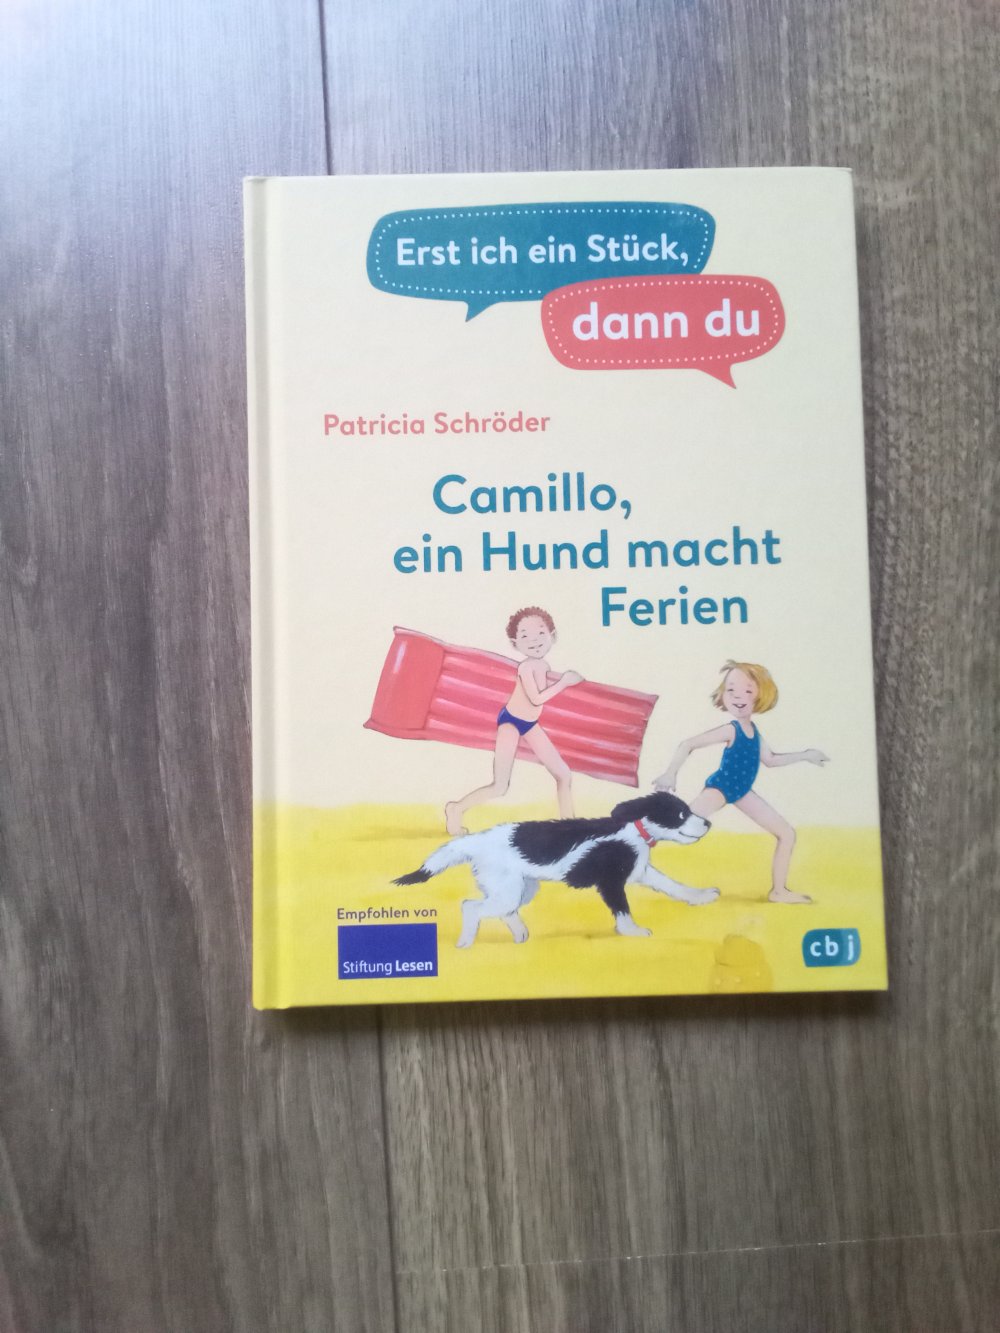 Erst ich ein Stück,
dann du
Patricia Schröder
Camillo,
ein Hund macht
Ferien
Empfohlen von
Stiftung Lesen
cbj